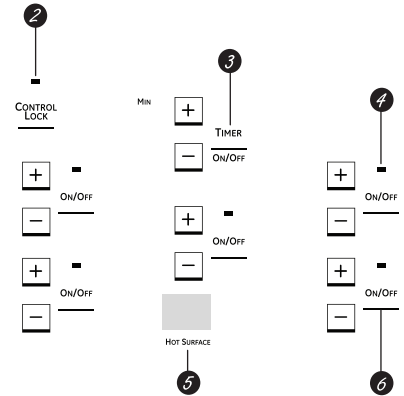 2
3
CONTROL
LOCK
MIN
+
TIMER
4
−
ON/OFF
+
+
ON/OFF
ON/OFF
−
−
+
ON/OFF
−
+
+
ON/OFF
ON/OFF
−
−
HOT SURFACE
5
6